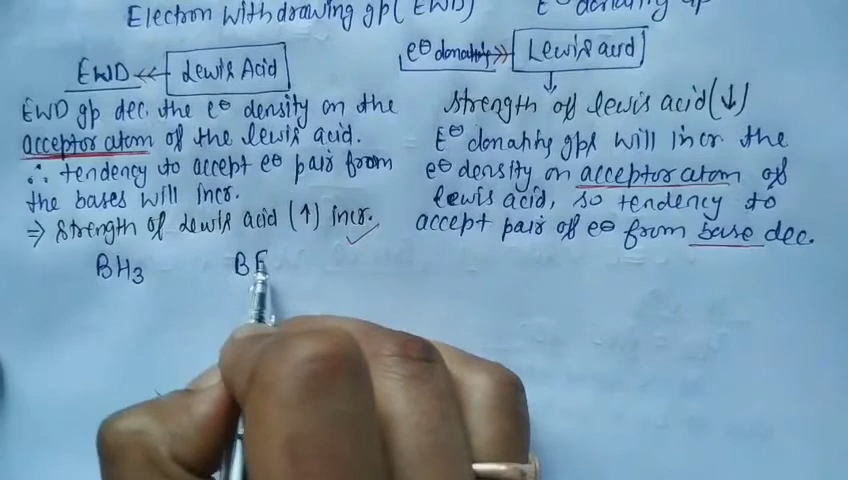 Electron withdrawing gp (EWD)
EWD << Lewis Acid
EWD gp dec. the e⊖ density on the
acceptor atom of the lewis acid.
∴ tendency to accept e⊖ pair from
the bases will incr.
⇒ Strength of Lewis acid (↑) incr. ✓
BH3 BF
E⊖ donating gp
e⊖ donating >> Lewis acid
Strength of lewis acid (↓)
E⊖ donating gps will incr the
e⊖ density on acceptor atom of
lewis acid, so tendency to
accept pair of e⊖ from base dec.